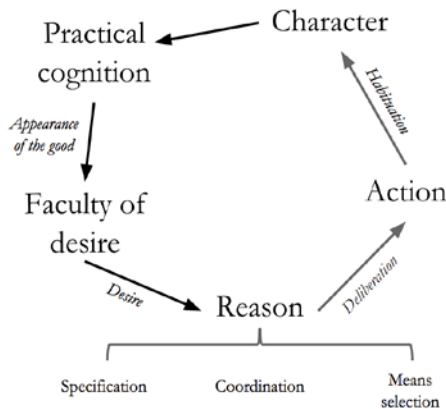 Character
Practical
cognition
Habituation
Appearance
of the good
Action
Faculty of
desire
Desire
Deliberation
Reason
Specification
Coordination
Means
selection